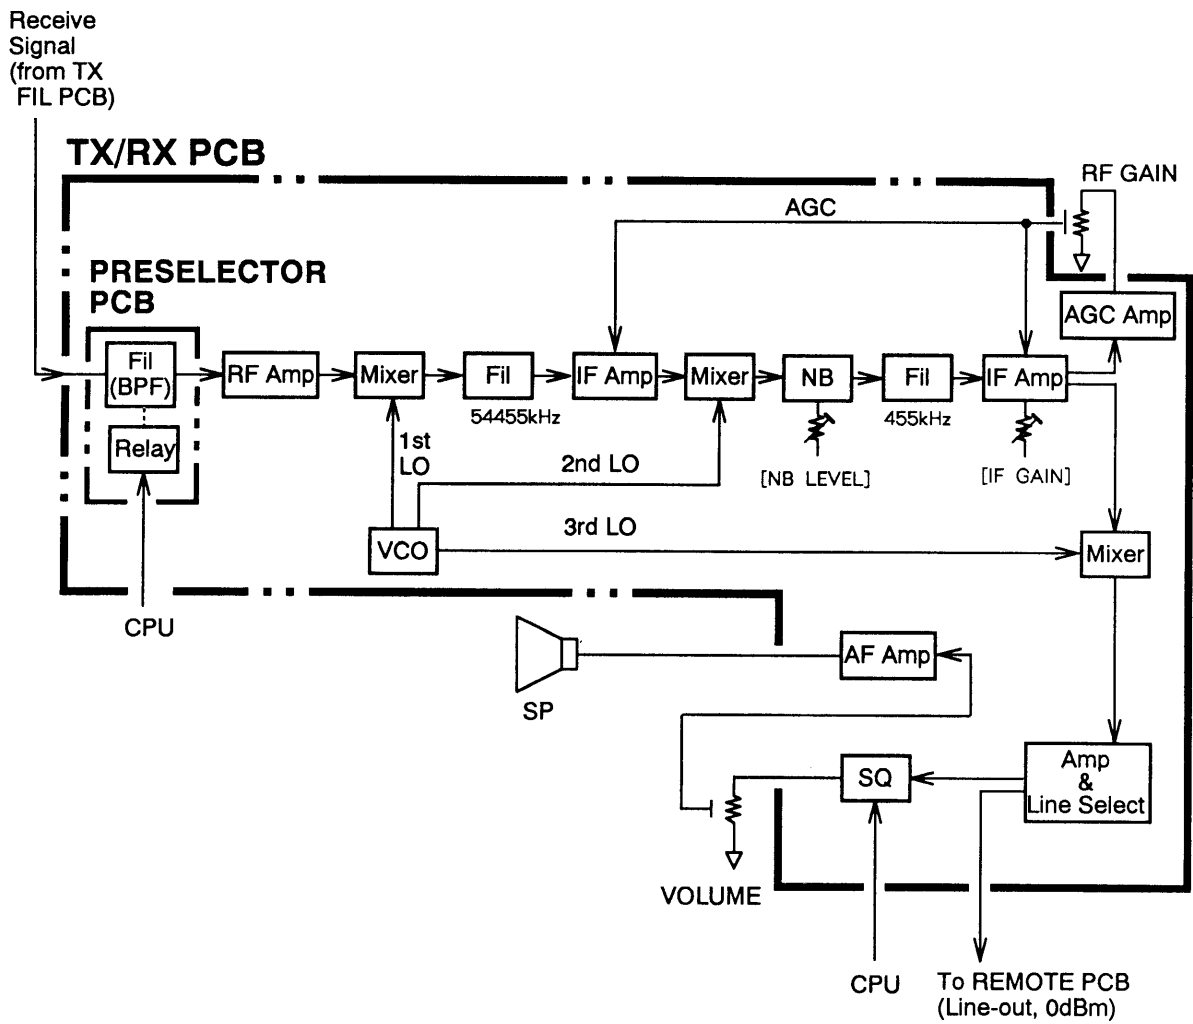 Receive
Signal
(from TX
FIL PCB)
TX/RX PCB
RF GAIN
AGC
PRESELECTOR
PCB
AGC Amp
Fil
(BPF)
RF Amp
Mixer
Fil
IF Amp
Mixer
NB
Fil
IF Amp
54455kHz
455kHz
Relay
1st
LO
2nd LO
[NB LEVEL]
[IF GAIN]
3rd LO
VCO
Mixer
CPU
AF Amp
SP
SQ
Amp
&
Line Select
VOLUME
CPU
To REMOTE PCB
(Line-out, 0dBm)